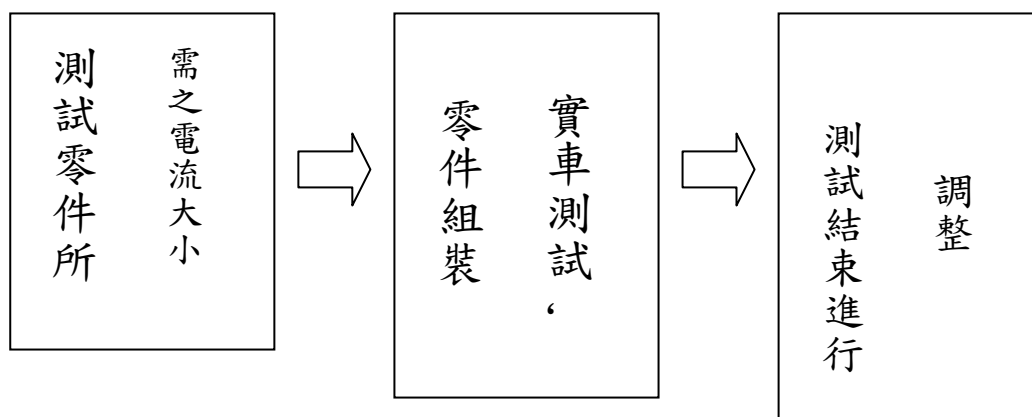 測試零件所
需之電流大小
零件組裝
實車測試‘
測試結束進行
調整